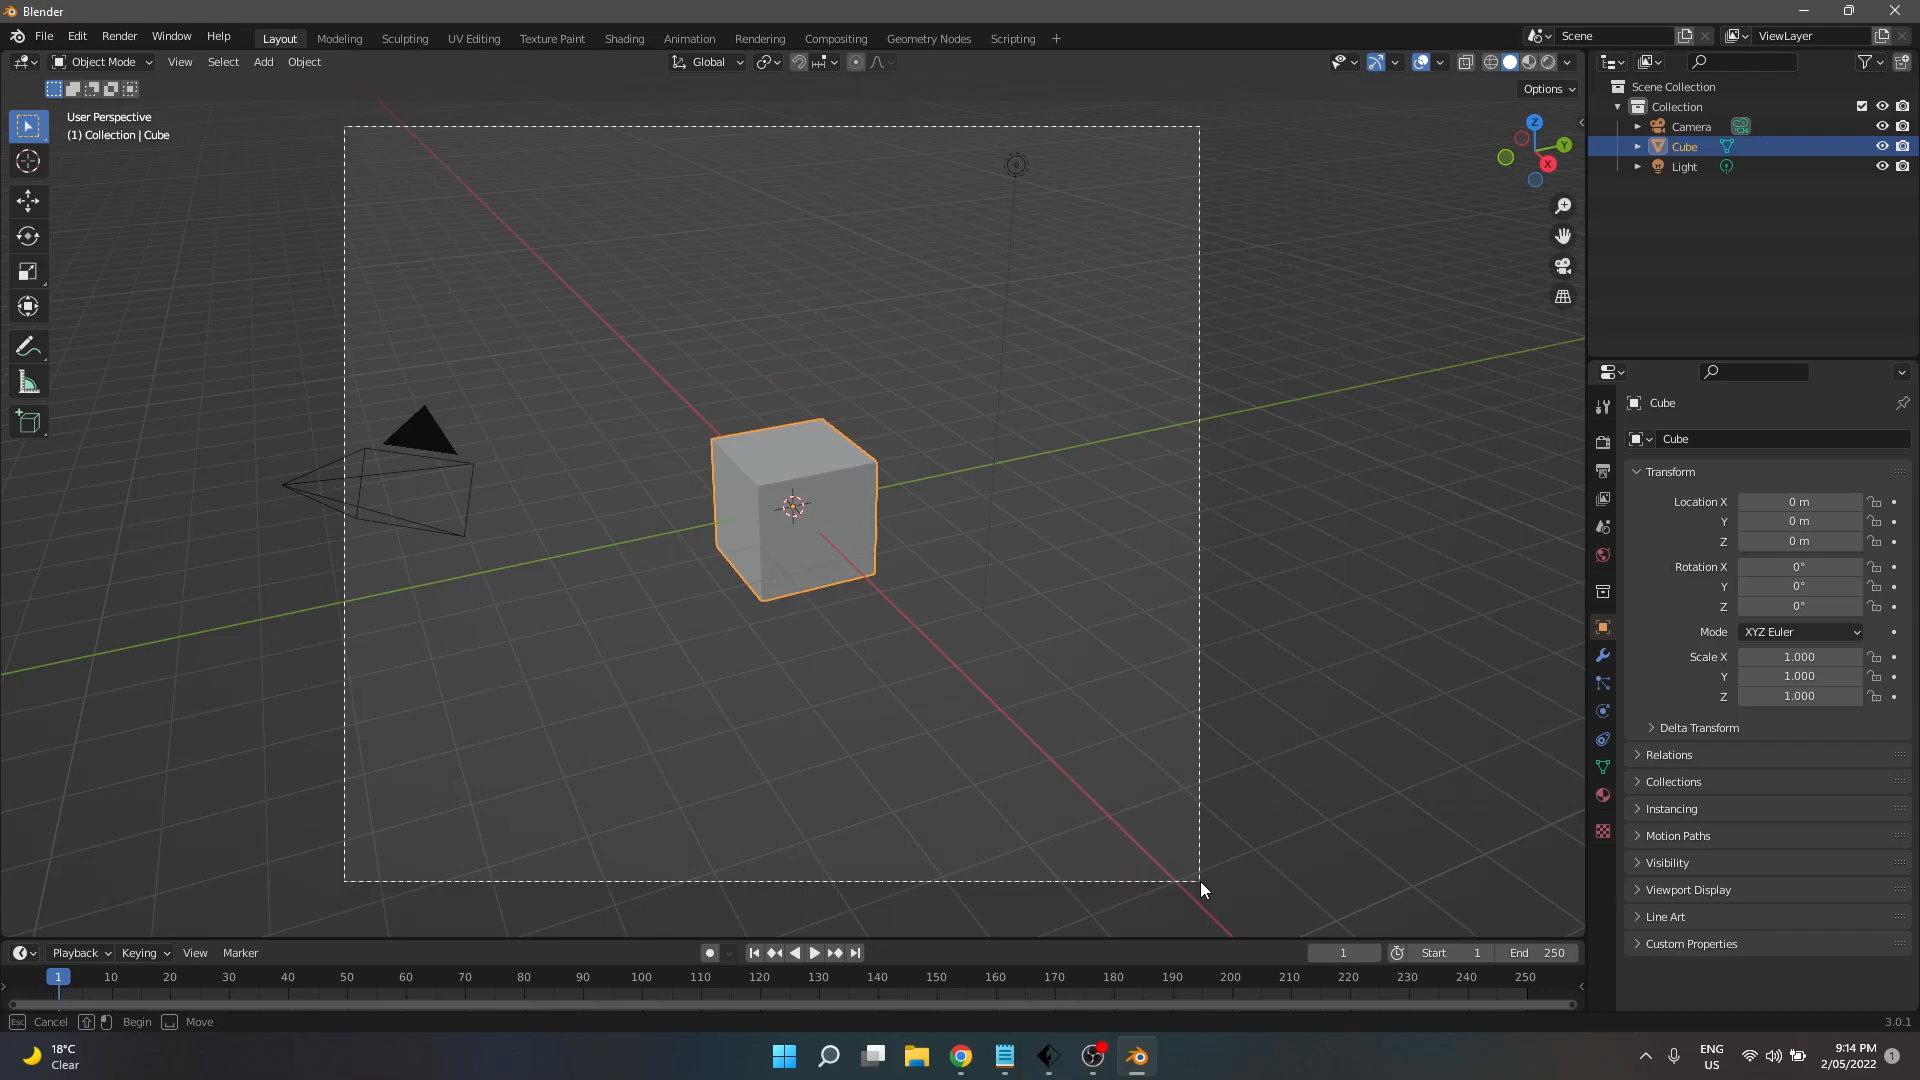 Blender
File Edit Render Window Help Layout Modeling Sculpting UV Editing Texture Paint Shading Animation Rendering Compositing Geometry Nodes Scripting + Scene ViewLayer
Object Mode View Select Add Object Global
Options
User Perspective
(1) Collection | Cube
Z
Y
X
Scene Collection
Collection
Camera
Cube
Light
Cube
Cube
Transform
Location X 0 m
Y 0 m
Z 0 m
Rotation X 0°
Y 0°
Z 0°
Mode XYZ Euler
Scale X 1.000
Y 1.000
Z 1.000
Delta Transform
Relations
Collections
Instancing
Motion Paths
Visibility
Viewport Display
Line Art
Custom Properties
Playback Keying View Marker 1 Start 1 End 250
1 10 20 30 40 50 60 70 80 90 100 110 120 130 140 150 160 170 180 190 200 210 220 230 240 250
Esc Cancel Begin Move 3.0.1
18°C
Clear
ENG
US
9:14 PM
2/05/2022
1